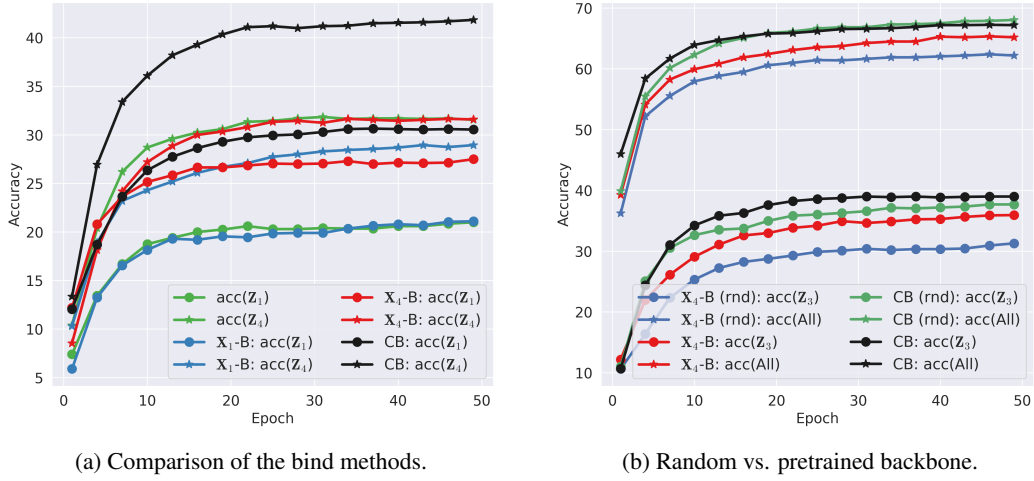 40
35
30
25
20
15
10
5
Accuracy
0 10 20 30 40 50
Epoch
acc(Z₁)
acc(Z₄)
X₁-B: acc(Z₁)
X₁-B: acc(Z₄)
X₄-B: acc(Z₁)
X₄-B: acc(Z₄)
CB: acc(Z₁)
CB: acc(Z₄)
(a) Comparison of the bind methods.
70
60
50
40
30
20
10
Accuracy
0 10 20 30 40 50
Epoch
X₄-B (rnd): acc(Z₃)
X₄-B (rnd): acc(All)
X₄-B: acc(Z₃)
X₄-B: acc(All)
CB (rnd): acc(Z₃)
CB (rnd): acc(All)
CB: acc(Z₃)
CB: acc(All)
(b) Random vs. pretrained backbone.